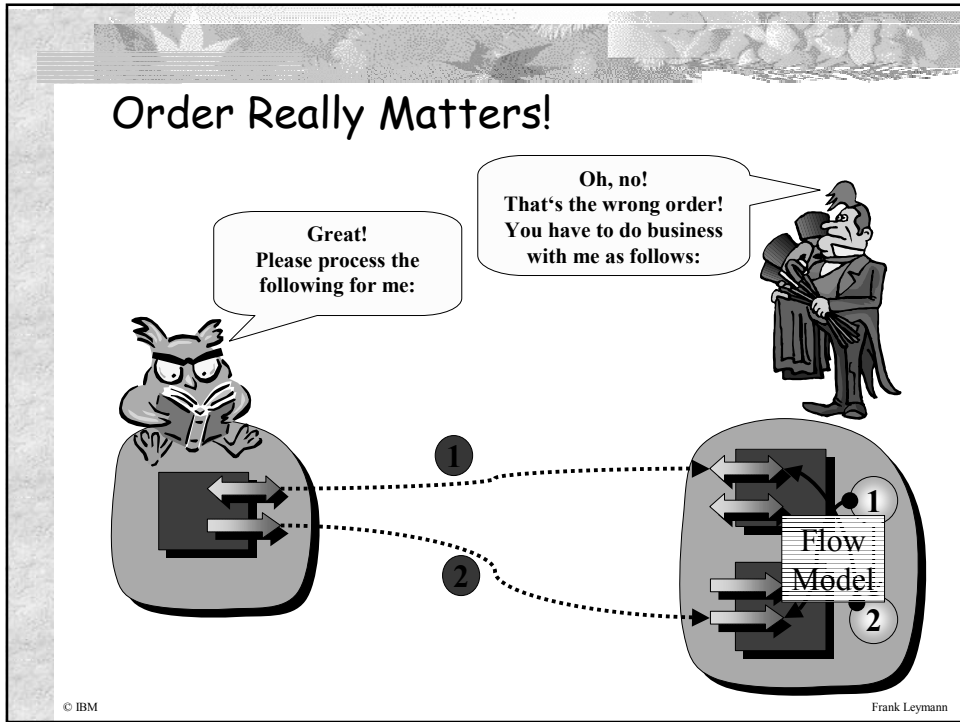 Order Really Matters!
Oh, no!
That‘s the wrong order!
You have to do business
with me as follows:
Great!
Please process the
following for me:
1
2
1
Flow
Model
2
© IBM
Frank Leymann